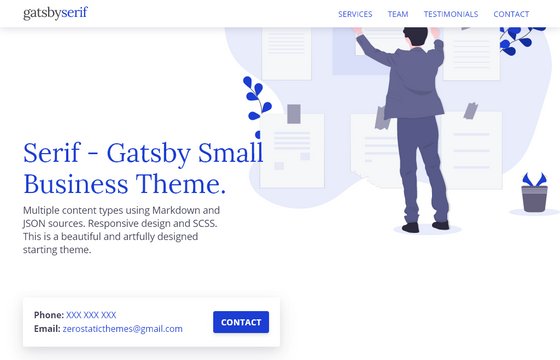 gatsbyserif
SERVICES TEAM TESTIMONIALS CONTACT
Serif - Gatsby Small
Business Theme.
Multiple content types using Markdown and
JSON sources. Responsive design and SCSS.
This is a beautiful and artfully designed
starting theme.
Phone: XXX XXX XXX
Email: zerostaticthemes@gmail.com
CONTACT